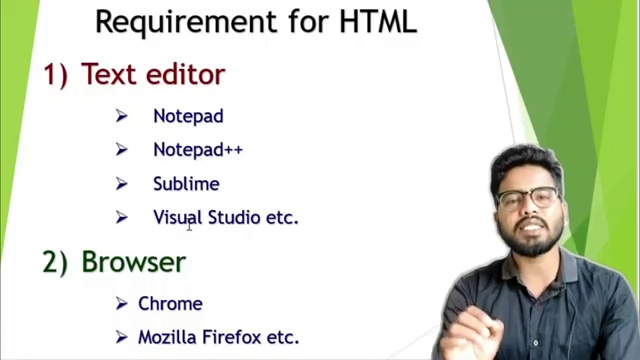 Requirement for HTML
1) Text editor
➢ Notepad
➢ Notepad++
➢ Sublime
➢ Visual Studio etc.
2) Browser
➢ Chrome
➢ Mozilla Firefox etc.